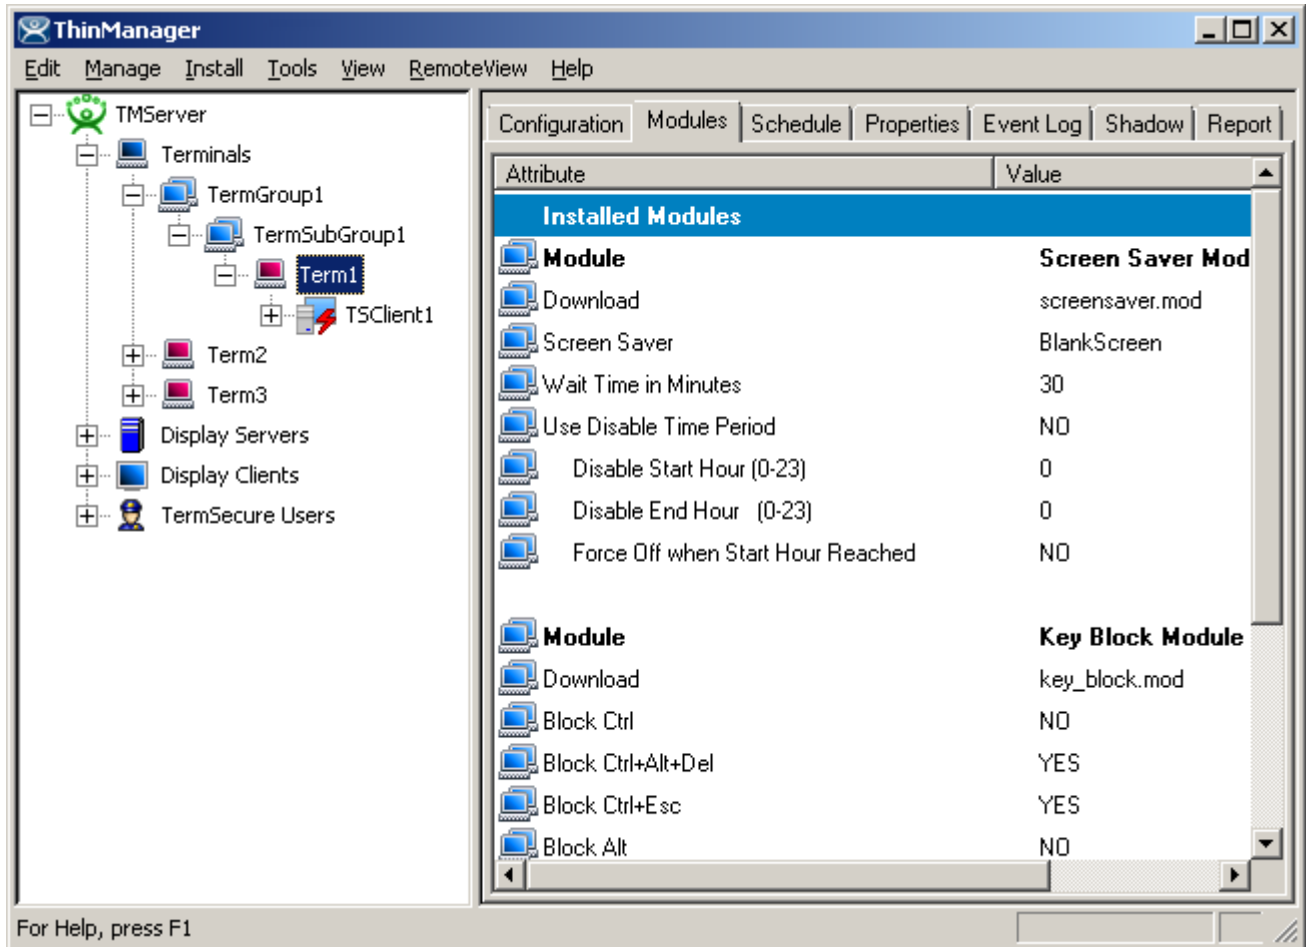 ThinManager
Edit Manage Install Tools View RemoteView Help
TMServer
Terminals
TermGroup1
TermSubGroup1
Term1
TSClient1
Term2
Term3
Display Servers
Display Clients
TermSecure Users
Configuration Modules Schedule Properties Event Log Shadow Report
Attribute Value
Installed Modules
Module Screen Saver Mod
Download screensaver.mod
Screen Saver BlankScreen
Wait Time in Minutes 30
Use Disable Time Period NO
Disable Start Hour (0-23) 0
Disable End Hour (0-23) 0
Force Off when Start Hour Reached NO
Module Key Block Module
Download key_block.mod
Block Ctrl NO
Block Ctrl+Alt+Del YES
Block Ctrl+Esc YES
Block Alt NO
For Help, press F1